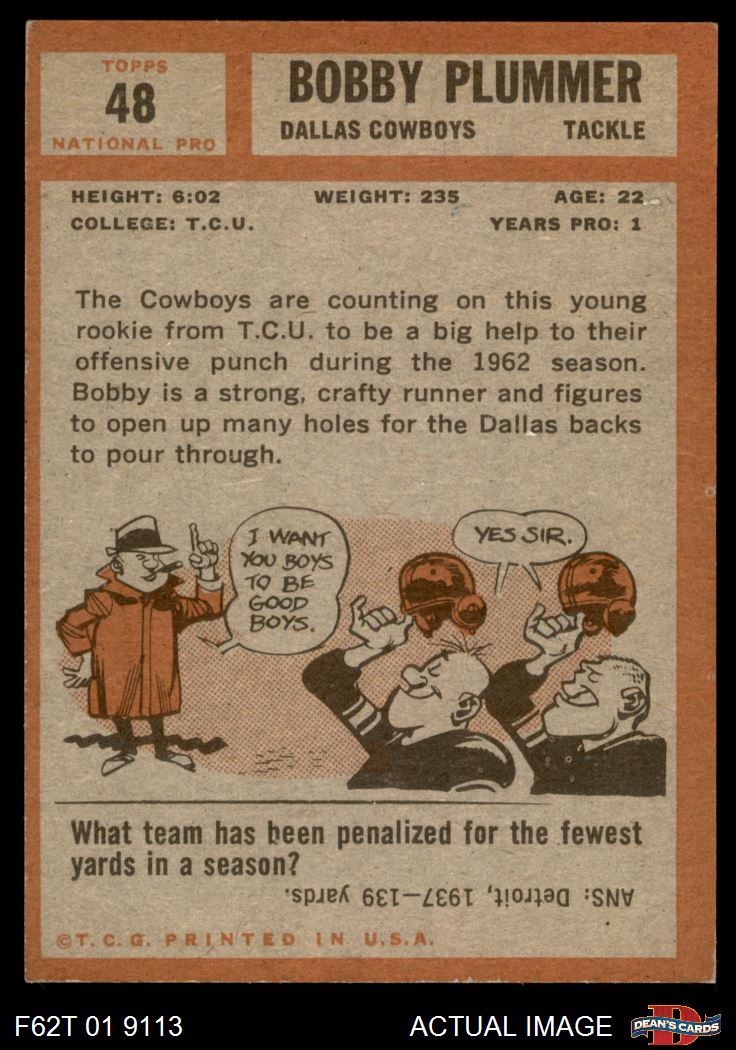 TOPPS
48
NATIONAL PRO
BOBBY PLUMMER
DALLAS COWBOYS TACKLE
HEIGHT: 6:02 WEIGHT: 235 AGE: 22
COLLEGE: T.C.U. YEARS PRO: 1
The Cowboys are counting on this young
rookie from T.C.U. to be a big help to their
offensive punch during the 1962 season.
Bobby is a strong, crafty runner and figures
to open up many holes for the Dallas backs
to pour through.
I WANT
YOU BOYS
TO BE
GOOD
BOYS.
YES SIR.
What team has been penalized for the fewest
yards in a season?
ANS: Detroit, 1937—139 yards.
©T.C.G. PRINTED IN U.S.A.
F62T 01 9113 ACTUAL IMAGE
DEAN'S CARDS